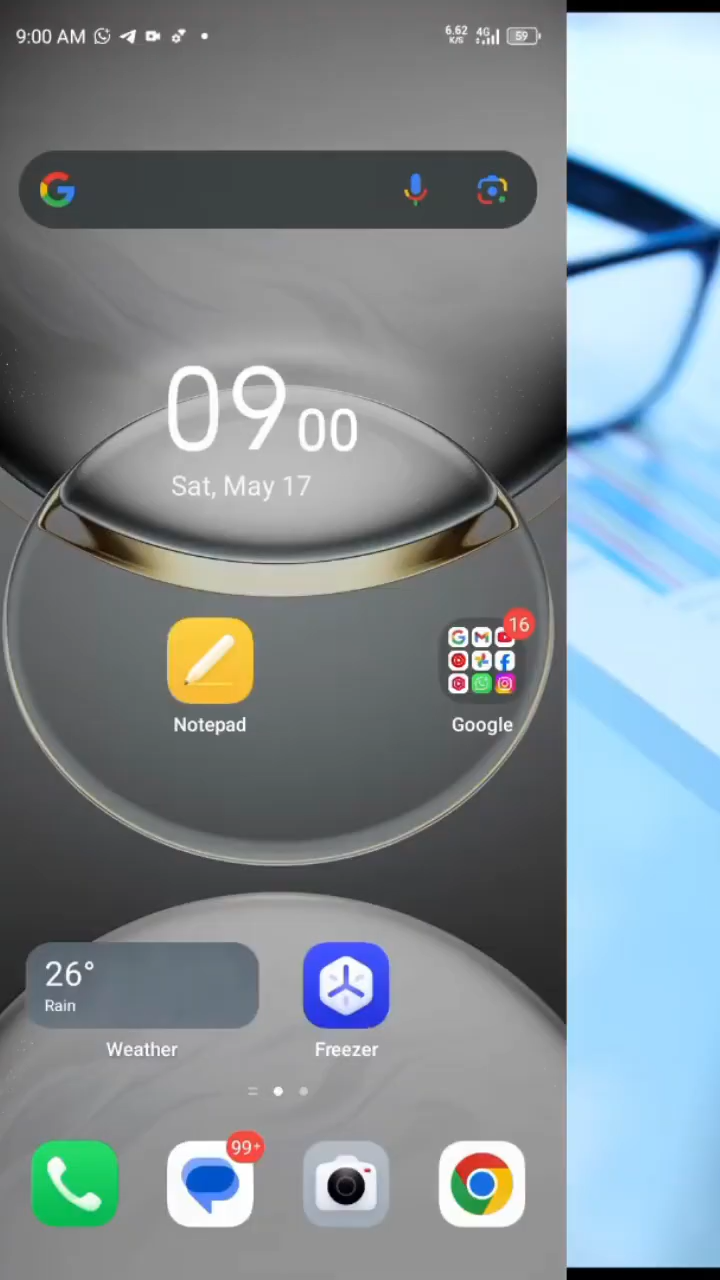 9:00 AM
6.62 K/S 4G 59
09 00
Sat, May 17
16
Notepad
Google
26°
Rain
Weather
Freezer
99+